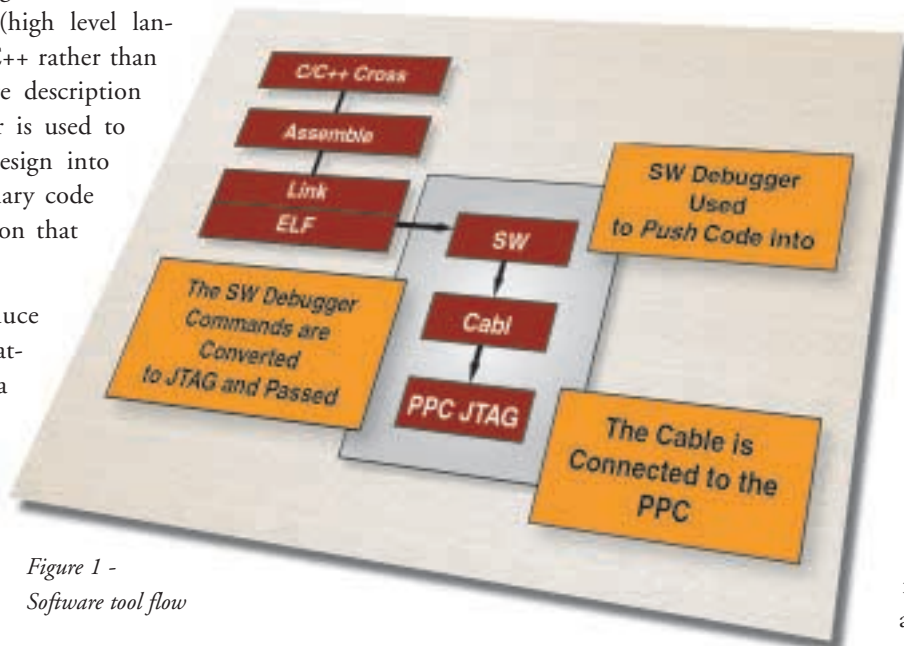 (high level lan-
C++ rather than
e description
r is used to
esign into
ary code
on that
luce
at-
a
C/C++ Cross
Assemble
Link
ELF
SW
Cabl
PPC JTAG
SW Debugger
Used
to Push Code into
The SW Debugger
Commands are
Converted
to JTAG and Passed
The Cable is
Connected to the
PPC
Figure 1 -
Software tool flow
a